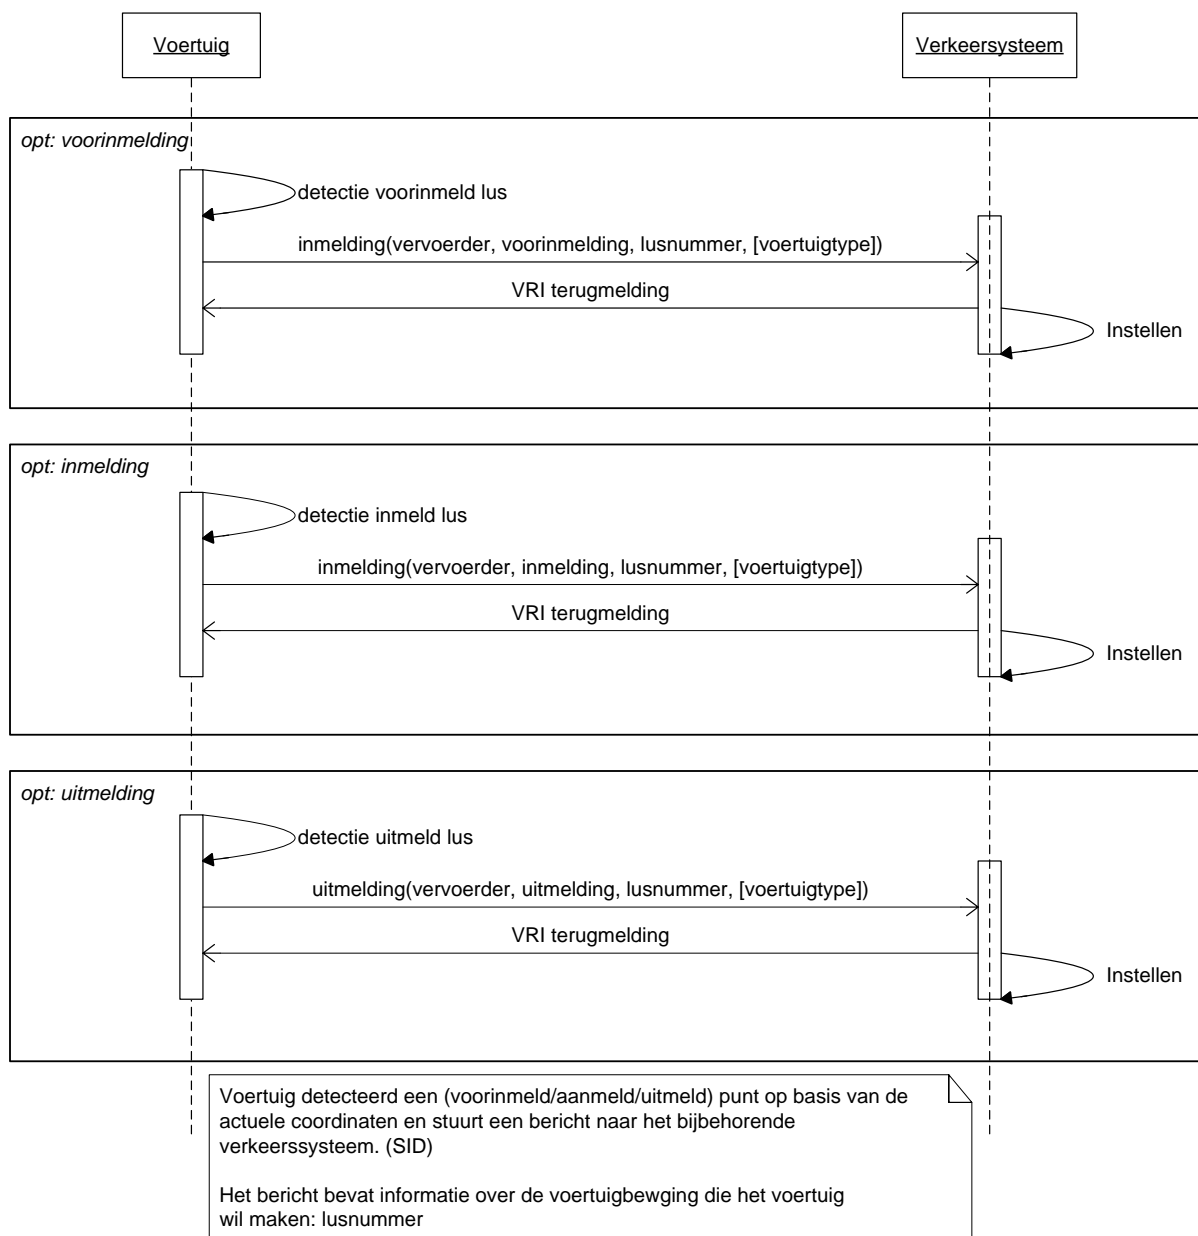 Voertuig
Verkeersysteem
opt: voorinmelding
detectie voorinmeld lus
inmelding(vervoerder, voorinmelding, lusnummer, [voertuigtype])
VRI terugmelding
Instellen
opt: inmelding
detectie inmeld lus
inmelding(vervoerder, inmelding, lusnummer, [voertuigtype])
VRI terugmelding
Instellen
opt: uitmelding
detectie uitmeld lus
uitmelding(vervoerder, uitmelding, lusnummer, [voertuigtype])
VRI terugmelding
Instellen
Voertuig detecteerd een (voorinmeld/aanmeld/uitmeld) punt op basis van de
actuele coordinaten en stuurt een bericht naar het bijbehorende
verkeerssysteem. (SID)
Het bericht bevat informatie over de voertuigbewging die het voertuig
wil maken: lusnummer